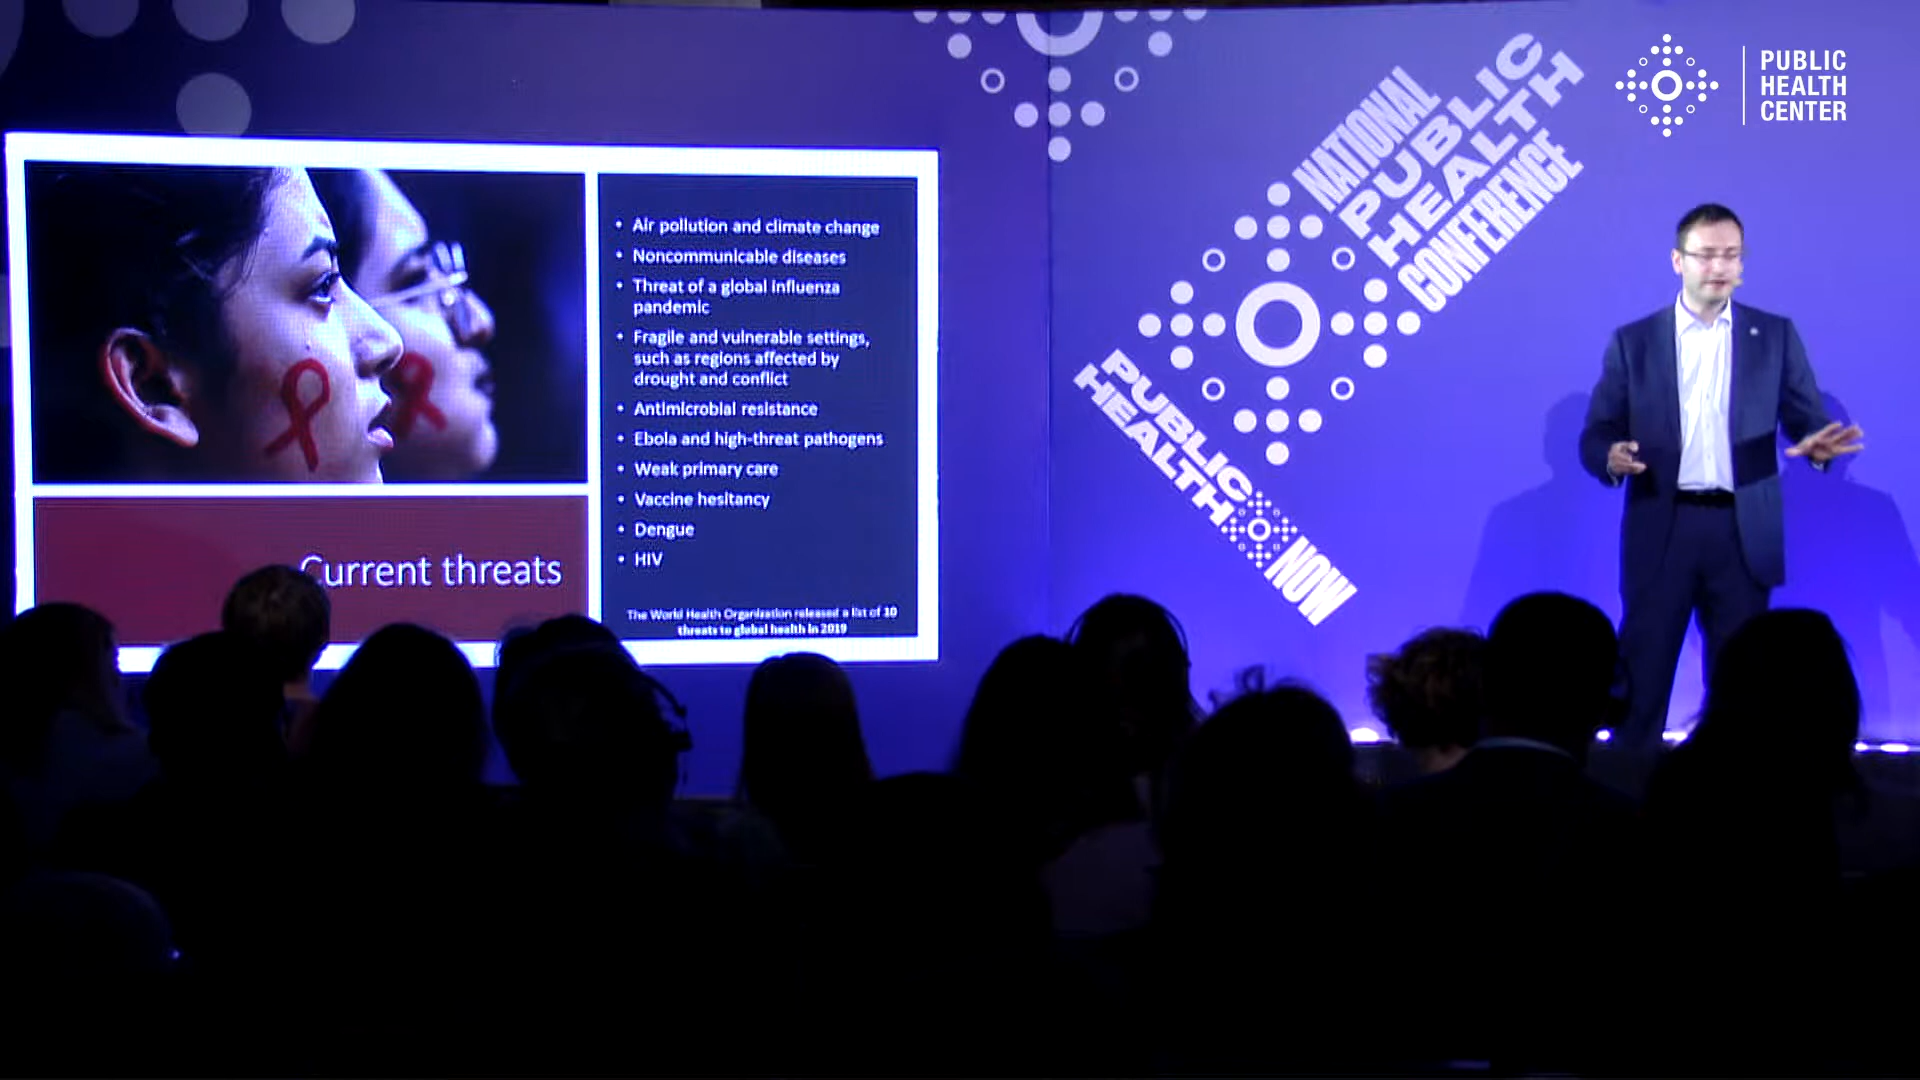 PUBLIC
HEALTH
CENTER
NATIONAL
PUBLIC
HEALTH
CONFERENCE
PUBLIC
HEALTH
NOW
• Air pollution and climate change
• Noncommunicable diseases
• Threat of a global influenza
pandemic
• Fragile and vulnerable settings,
such as regions affected by
drought and conflict
• Antimicrobial resistance
• Ebola and high-threat pathogens
• Weak primary care
• Vaccine hesitancy
• Dengue
• HIV
Current threats
The World Health Organization released a list of 10
threats to global health in 2019